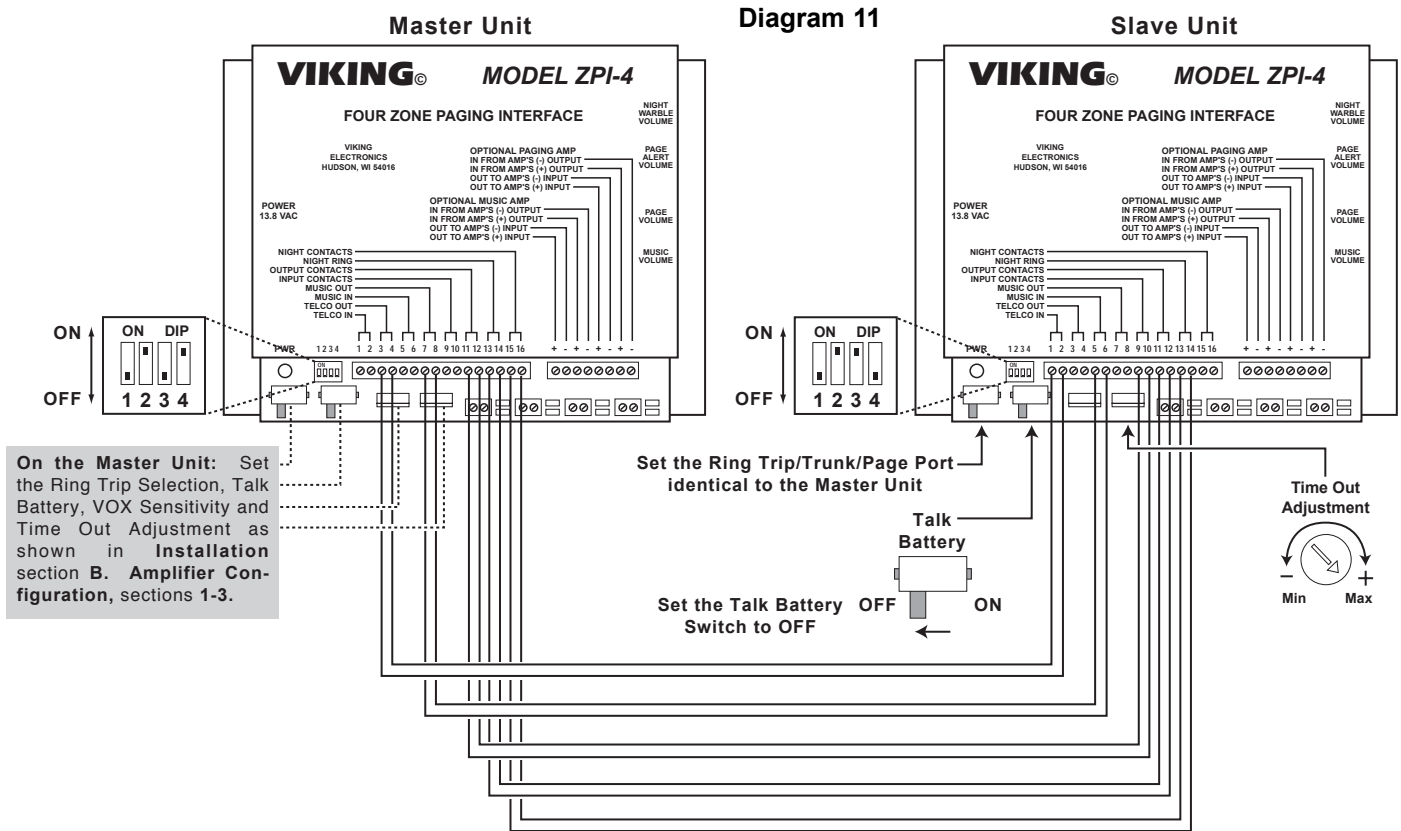 Diagram 11
Master Unit
VIKING© MODEL ZPI-4
FOUR ZONE PAGING INTERFACE
VIKING
ELECTRONICS
HUDSON, WI 54016
NIGHT
WARBLE
VOLUME
PAGE
ALERT
VOLUME
PAGE
VOLUME
MUSIC
VOLUME
OPTIONAL PAGING AMP
IN FROM AMP'S (-) OUTPUT
IN FROM AMP'S (+) OUTPUT
OUT TO AMP'S (-) INPUT
OUT TO AMP'S (+) INPUT
OPTIONAL MUSIC AMP
IN FROM AMP'S (-) OUTPUT
IN FROM AMP'S (+) OUTPUT
OUT TO AMP'S (-) INPUT
OUT TO AMP'S (+) INPUT
POWER
13.8 VAC
NIGHT CONTACTS
NIGHT RING
OUTPUT CONTACTS
INPUT CONTACTS
MUSIC OUT
MUSIC IN
TELCO OUT
TELCO IN
PWR 1 2 3 4 1 2 3 4 5 6 7 8 9 10 11 12 13 14 15 16 + - + - + - + -
ON
ON
OFF
ON DIP
1 2 3 4
On the Master Unit: Set
the Ring Trip Selection, Talk
Battery, VOX Sensitivity and
Time Out Adjustment as
shown in Installation
section B. Amplifier Con-
figuration, sections 1-3.
Slave Unit
VIKING© MODEL ZPI-4
FOUR ZONE PAGING INTERFACE
VIKING
ELECTRONICS
HUDSON, WI 54016
NIGHT
WARBLE
VOLUME
PAGE
ALERT
VOLUME
PAGE
VOLUME
MUSIC
VOLUME
OPTIONAL PAGING AMP
IN FROM AMP'S (-) OUTPUT
IN FROM AMP'S (+) OUTPUT
OUT TO AMP'S (-) INPUT
OUT TO AMP'S (+) INPUT
OPTIONAL MUSIC AMP
IN FROM AMP'S (-) OUTPUT
IN FROM AMP'S (+) OUTPUT
OUT TO AMP'S (-) INPUT
OUT TO AMP'S (+) INPUT
POWER
13.8 VAC
NIGHT CONTACTS
NIGHT RING
OUTPUT CONTACTS
INPUT CONTACTS
MUSIC OUT
MUSIC IN
TELCO OUT
TELCO IN
PWR 1 2 3 4 1 2 3 4 5 6 7 8 9 10 11 12 13 14 15 16 + - + - + - + -
ON
ON
OFF
ON DIP
1 2 3 4
Set the Ring Trip/Trunk/Page Port
identical to the Master Unit
Talk
Battery
OFF ON
Set the Talk Battery
Switch to OFF
Time Out
Adjustment
- +
Min Max